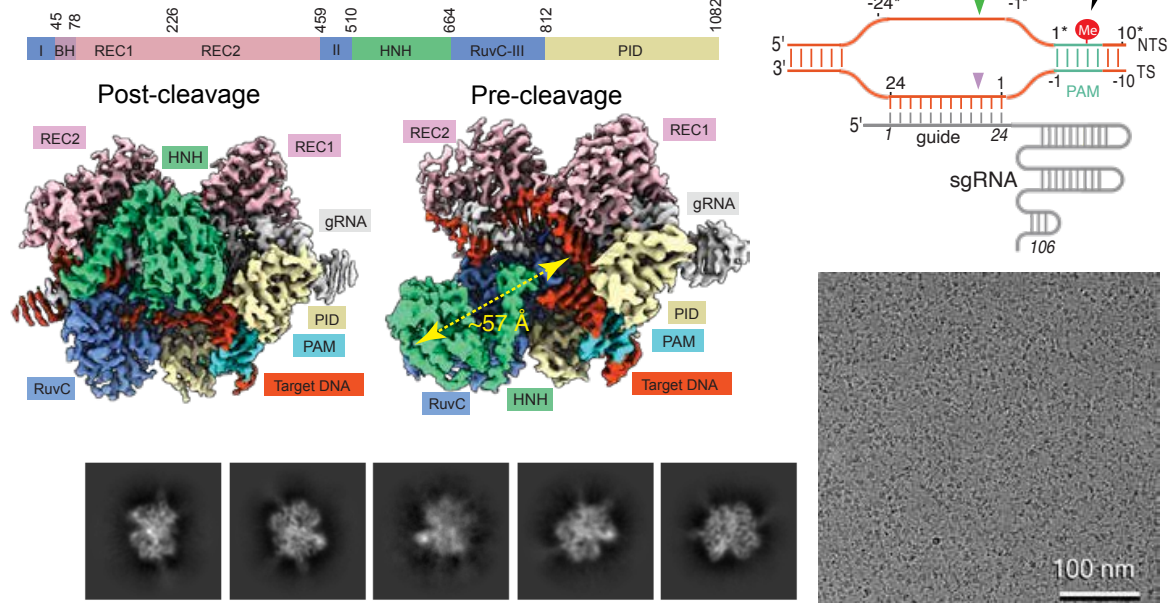 45 78 226 459 510 664 812 1082
I BH REC1 REC2 II HNH RuvC-III PID
Post-cleavage
REC2
HNH
REC1
gRNA
PID
PAM
RuvC
Target DNA
Pre-cleavage
REC2
REC1
gRNA
~57 Å
PID
PAM
RuvC
HNH
Target DNA
-24* -1*
1* Me 10*
5' NTS
3' TS
24 1 -1 PAM -10
5' 1 guide 24
sgRNA
106
100 nm